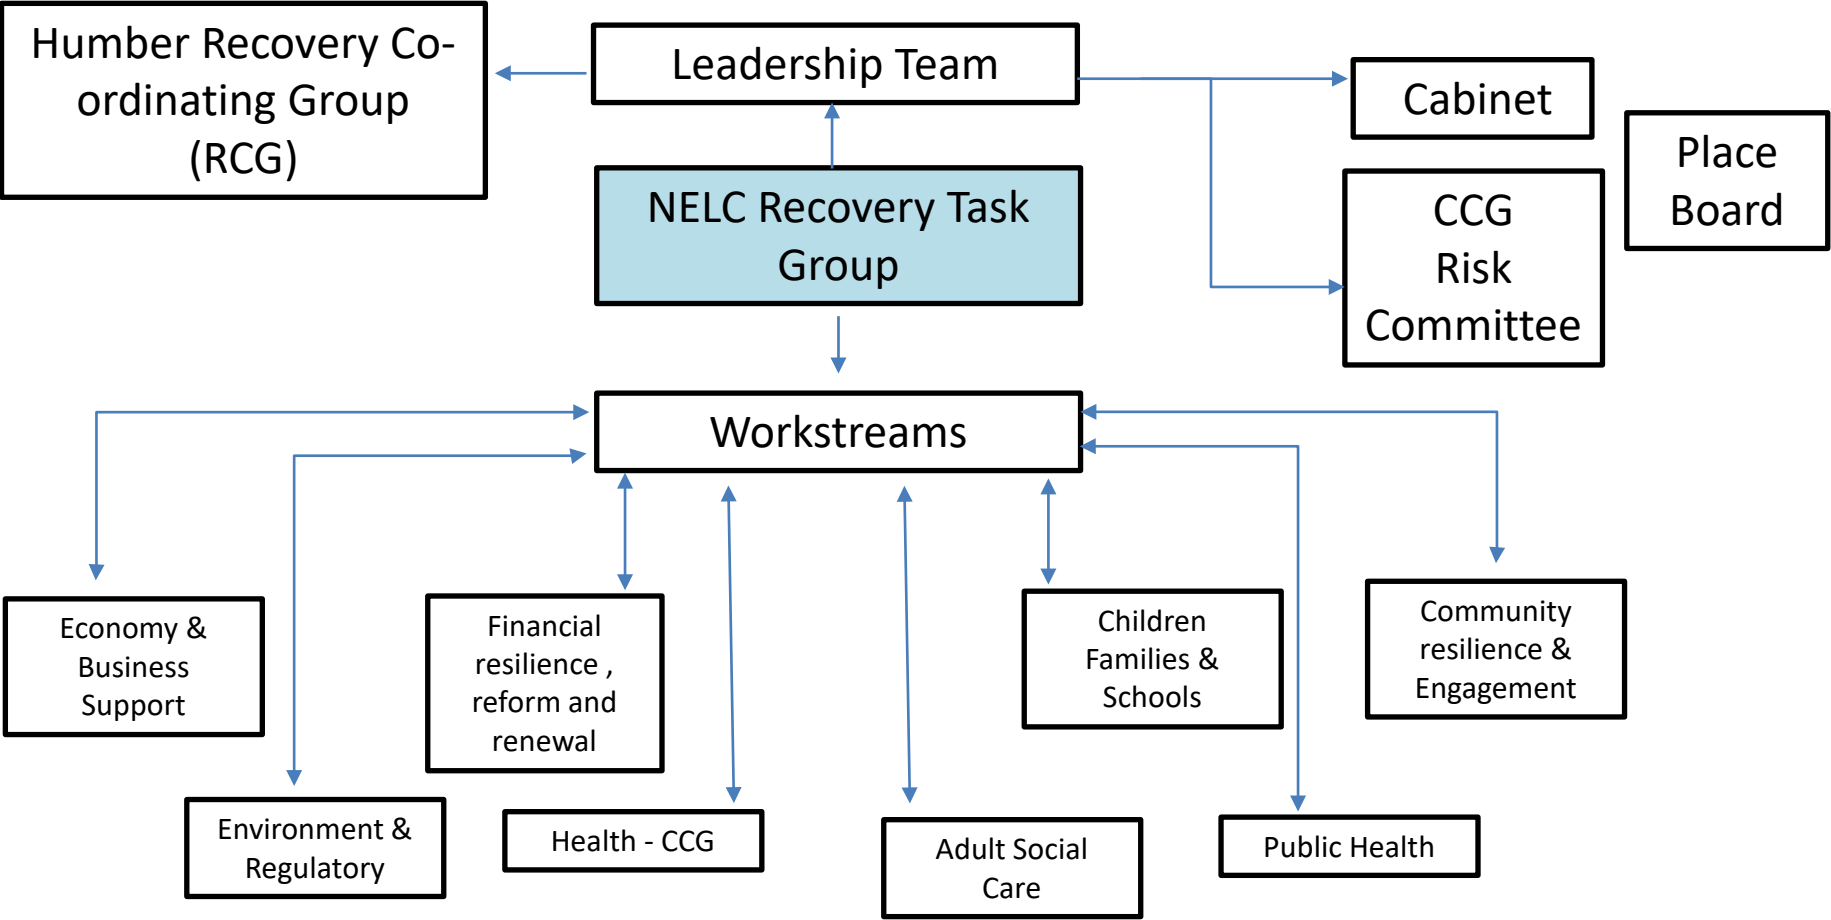 Humber Recovery Co-
ordinating Group
(RCG)
Leadership Team
Cabinet
Place
Board
NELC Recovery Task
Group
CCG
Risk
Committee
Workstreams
Economy &
Business
Support
Financial
resilience ,
reform and
renewal
Children
Families &
Schools
Community
resilience &
Engagement
Environment &
Regulatory
Health - CCG
Adult Social
Care
Public Health